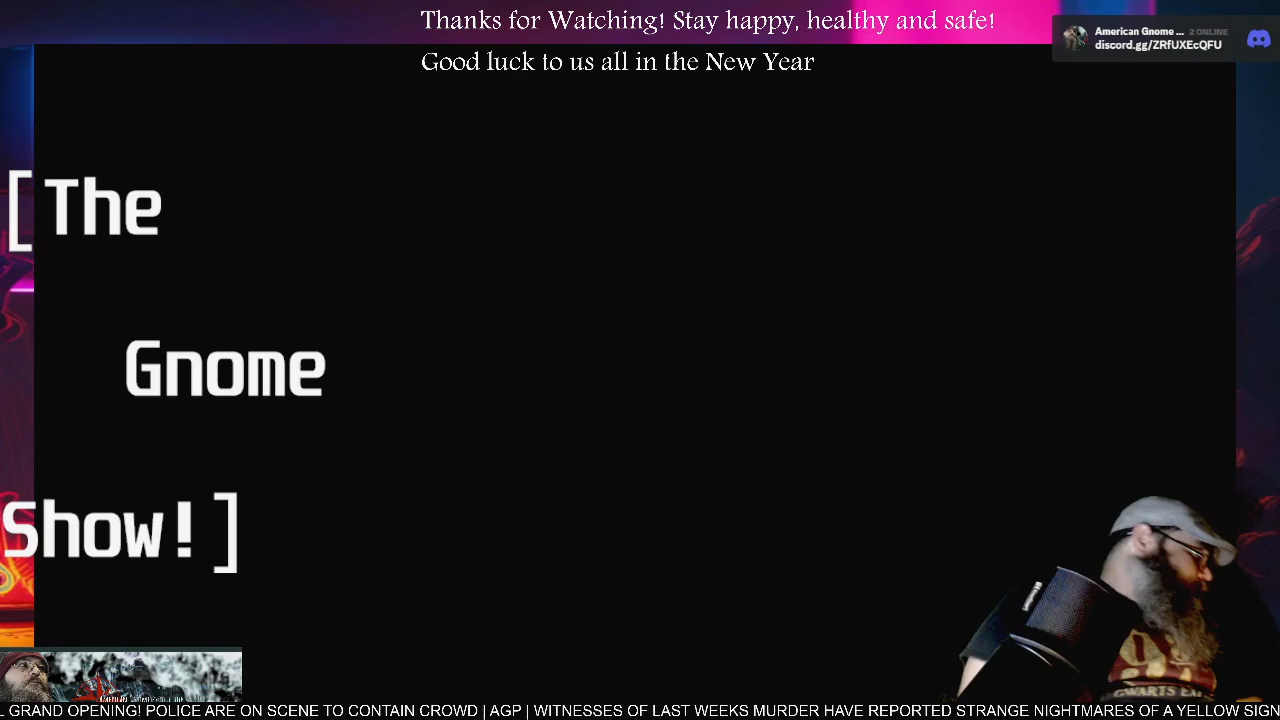 Thanks for Watching! Stay happy, healthy and safe!
Good luck to us all in the New Year
American Gnome ... 2 ONLINE
discord.gg/ZRfUXEcQFU
[The
Gnome
Show!]
GRAND OPENING! POLICE ARE ON SCENE TO CONTAIN CROWD | AGP | WITNESSES OF LAST WEEKS MURDER HAVE REPORTED STRANGE NIGHTMARES OF A YELLOW SIGN